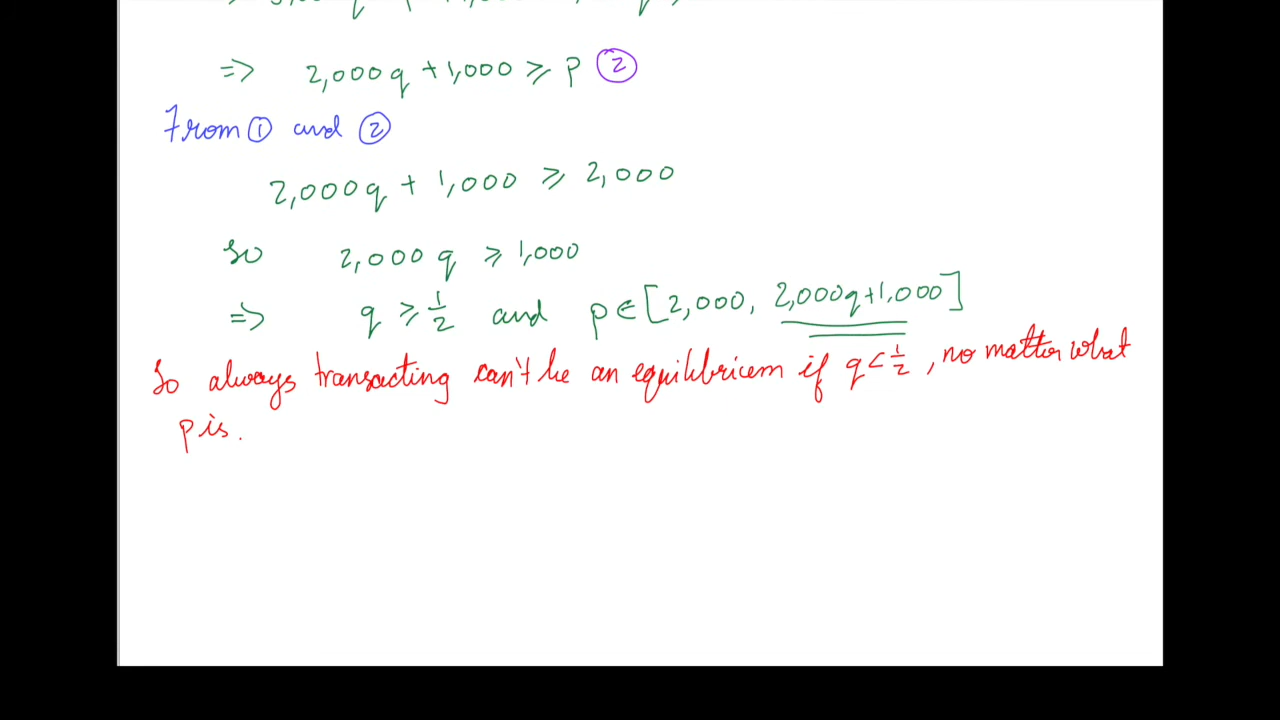 => 2,000q + 1,000 ⩾ p ②
From ① and ②
2,000q + 1,000 ⩾ 2,000
So 2,000q ⩾ 1,000
=> q ⩾ 1/2 and p ∈ [2,000, 2,000q+1,000]
So always transacting can't be an equilibrium if q < 1/2, no matter what
p is.